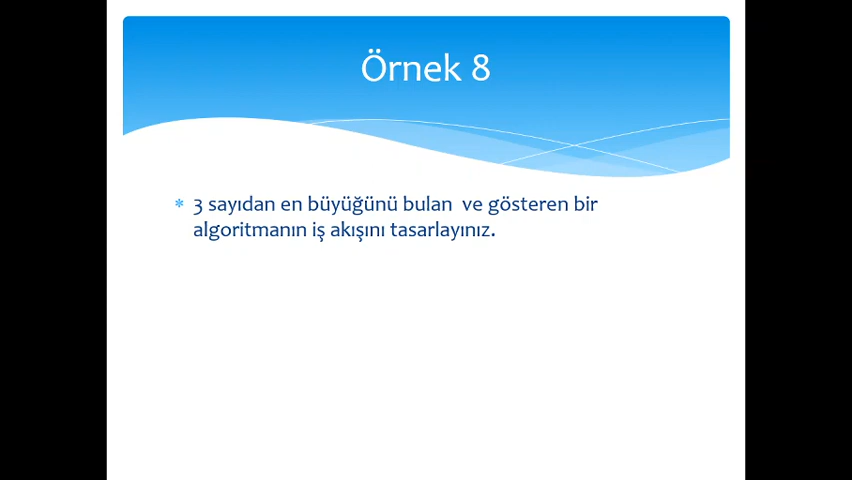 Örnek 8
* 3 sayıdan en büyüğünü bulan  ve gösteren bir
algoritmanın iş akışını tasarlayınız.